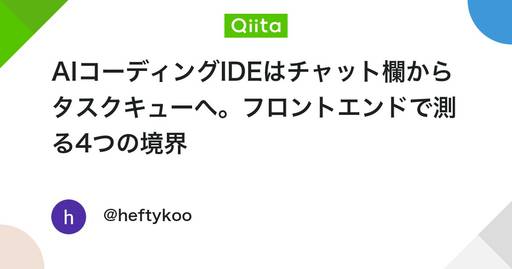 Qiita
AIコーディングIDEはチャット欄から
タスクキューへ。フロントエンドで測
る4つの境界
h
@heftykoo